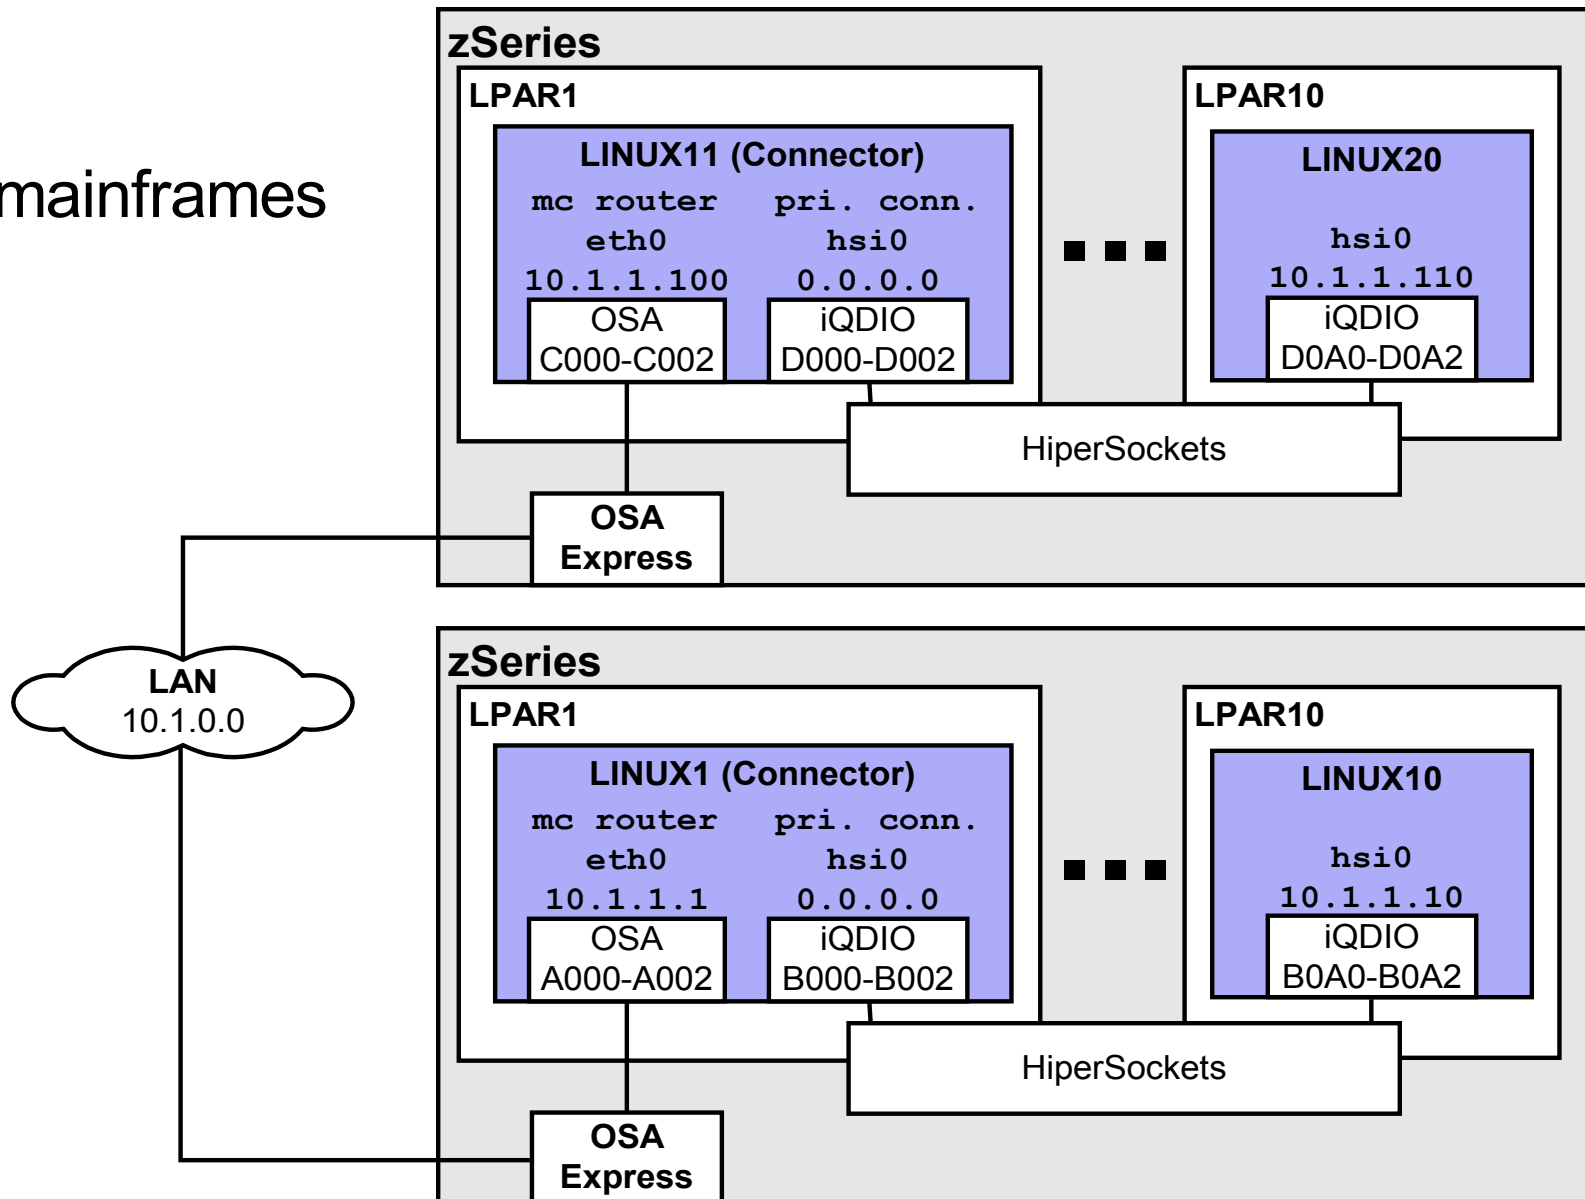 mainframes
zSeries
LPAR1
LINUX11 (Connector)
mc router pri. conn.
eth0 hsi0
10.1.1.100 0.0.0.0
OSA iQDIO
C000-C002 D000-D002
LPAR10
LINUX20
hsi0
10.1.1.110
iQDIO
D0A0-D0A2
HiperSockets
OSA
Express
LAN
10.1.0.0
zSeries
LPAR1
LINUX1 (Connector)
mc router pri. conn.
eth0 hsi0
10.1.1.1 0.0.0.0
OSA iQDIO
A000-A002 B000-B002
LPAR10
LINUX10
hsi0
10.1.1.10
iQDIO
B0A0-B0A2
HiperSockets
OSA
Express